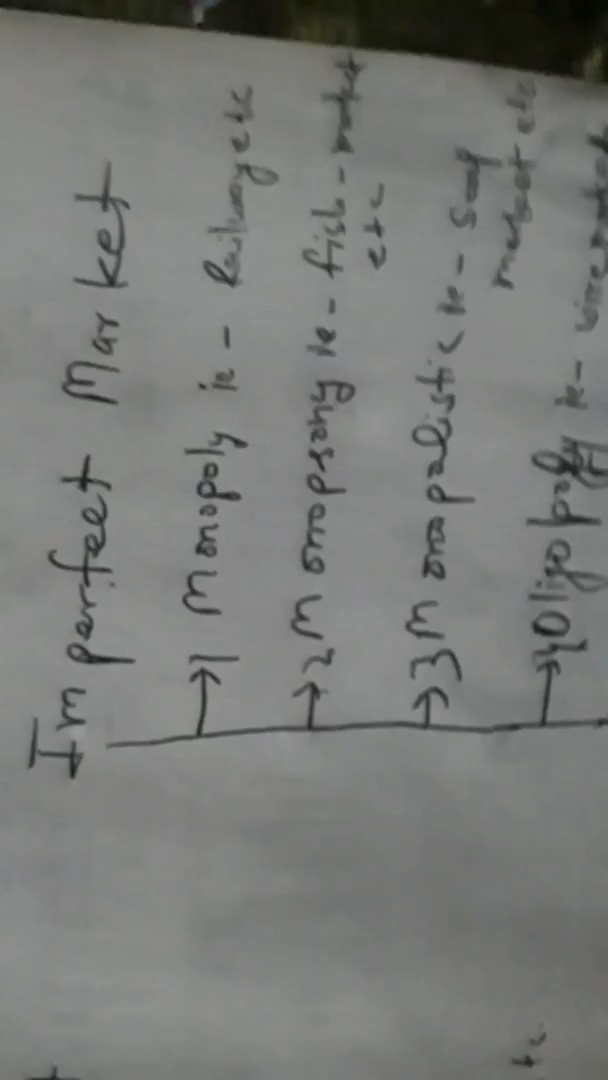 Imperfect Market
→1 Monopoly ie - Railway etc
→2 Monopsony ie - fish - market
etc
→3 Monopalistic ie - Soap
market etc
→4 Oligopoly ie -